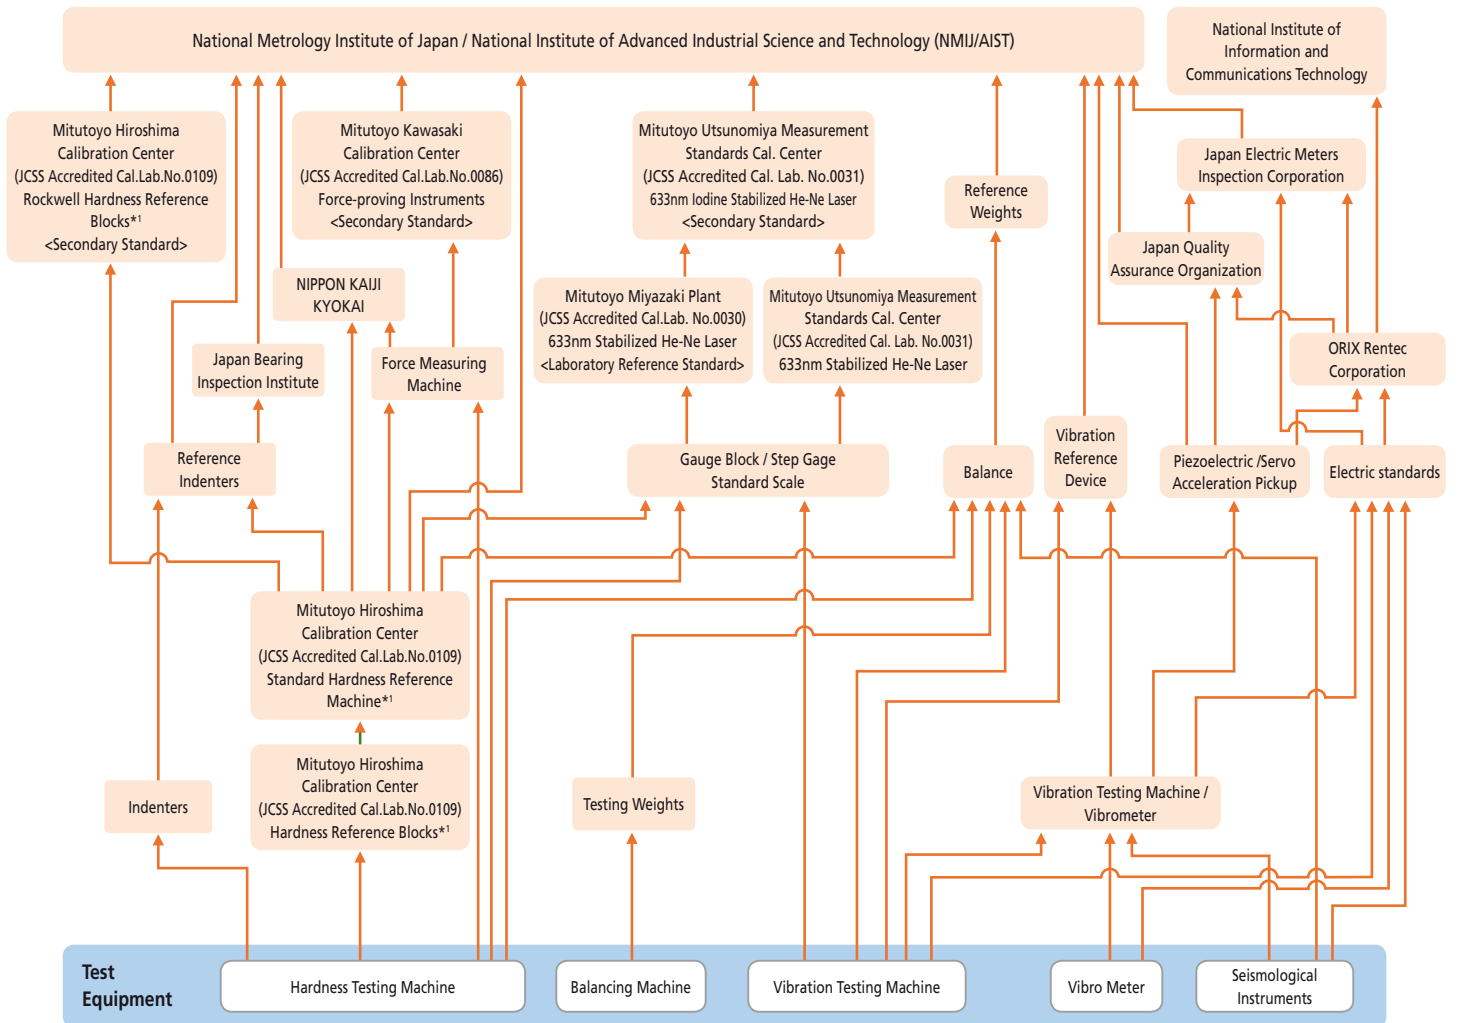 National Metrology Institute of Japan / National Institute of Advanced Industrial Science and Technology (NMIJ/AIST)
National Institute of
Information and
Communications Technology
Mitutoyo Hiroshima
Calibration Center
(JCSS Accredited Cal.Lab.No.0109)
Rockwell Hardness Reference
Blocks*1
<Secondary Standard>
Mitutoyo Kawasaki
Calibration Center
(JCSS Accredited Cal.Lab.No.0086)
Force-proving Instruments
<Secondary Standard>
Mitutoyo Utsunomiya Measurement
Standards Cal. Center
(JCSS Accredited Cal. Lab. No.0031)
633nm Iodine Stabilized He-Ne Laser
<Secondary Standard>
Reference
Weights
Japan Electric Meters
Inspection Corporation
Japan Quality
Assurance Organization
NIPPON KAIJI
KYOKAI
Mitutoyo Miyazaki Plant
(JCSS Accredited Cal.Lab. No.0030)
633nm Stabilized He-Ne Laser
<Laboratory Reference Standard>
Mitutoyo Utsunomiya Measurement
Standards Cal. Center
(JCSS Accredited Cal. Lab. No.0031)
633nm Stabilized He-Ne Laser
ORIX Rentec
Corporation
Japan Bearing
Inspection Institute
Force Measuring
Machine
Reference
Indenters
Gauge Block / Step Gage
Standard Scale
Balance
Vibration
Reference
Device
Piezoelectric /Servo
Acceleration Pickup
Electric standards
Mitutoyo Hiroshima
Calibration Center
(JCSS Accredited Cal.Lab.No.0109)
Standard Hardness Reference
Machine*1
Mitutoyo Hiroshima
Calibration Center
(JCSS Accredited Cal.Lab.No.0109)
Hardness Reference Blocks*1
Indenters
Testing Weights
Vibration Testing Machine /
Vibrometer
Test
Equipment
Hardness Testing Machine
Balancing Machine
Vibration Testing Machine
Vibro Meter
Seismological
Instruments